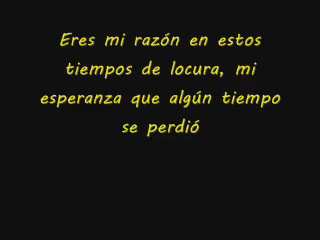 Eres mi razón en estos
tiempos de locura, mi
esperanza que algún tiempo
se perdió